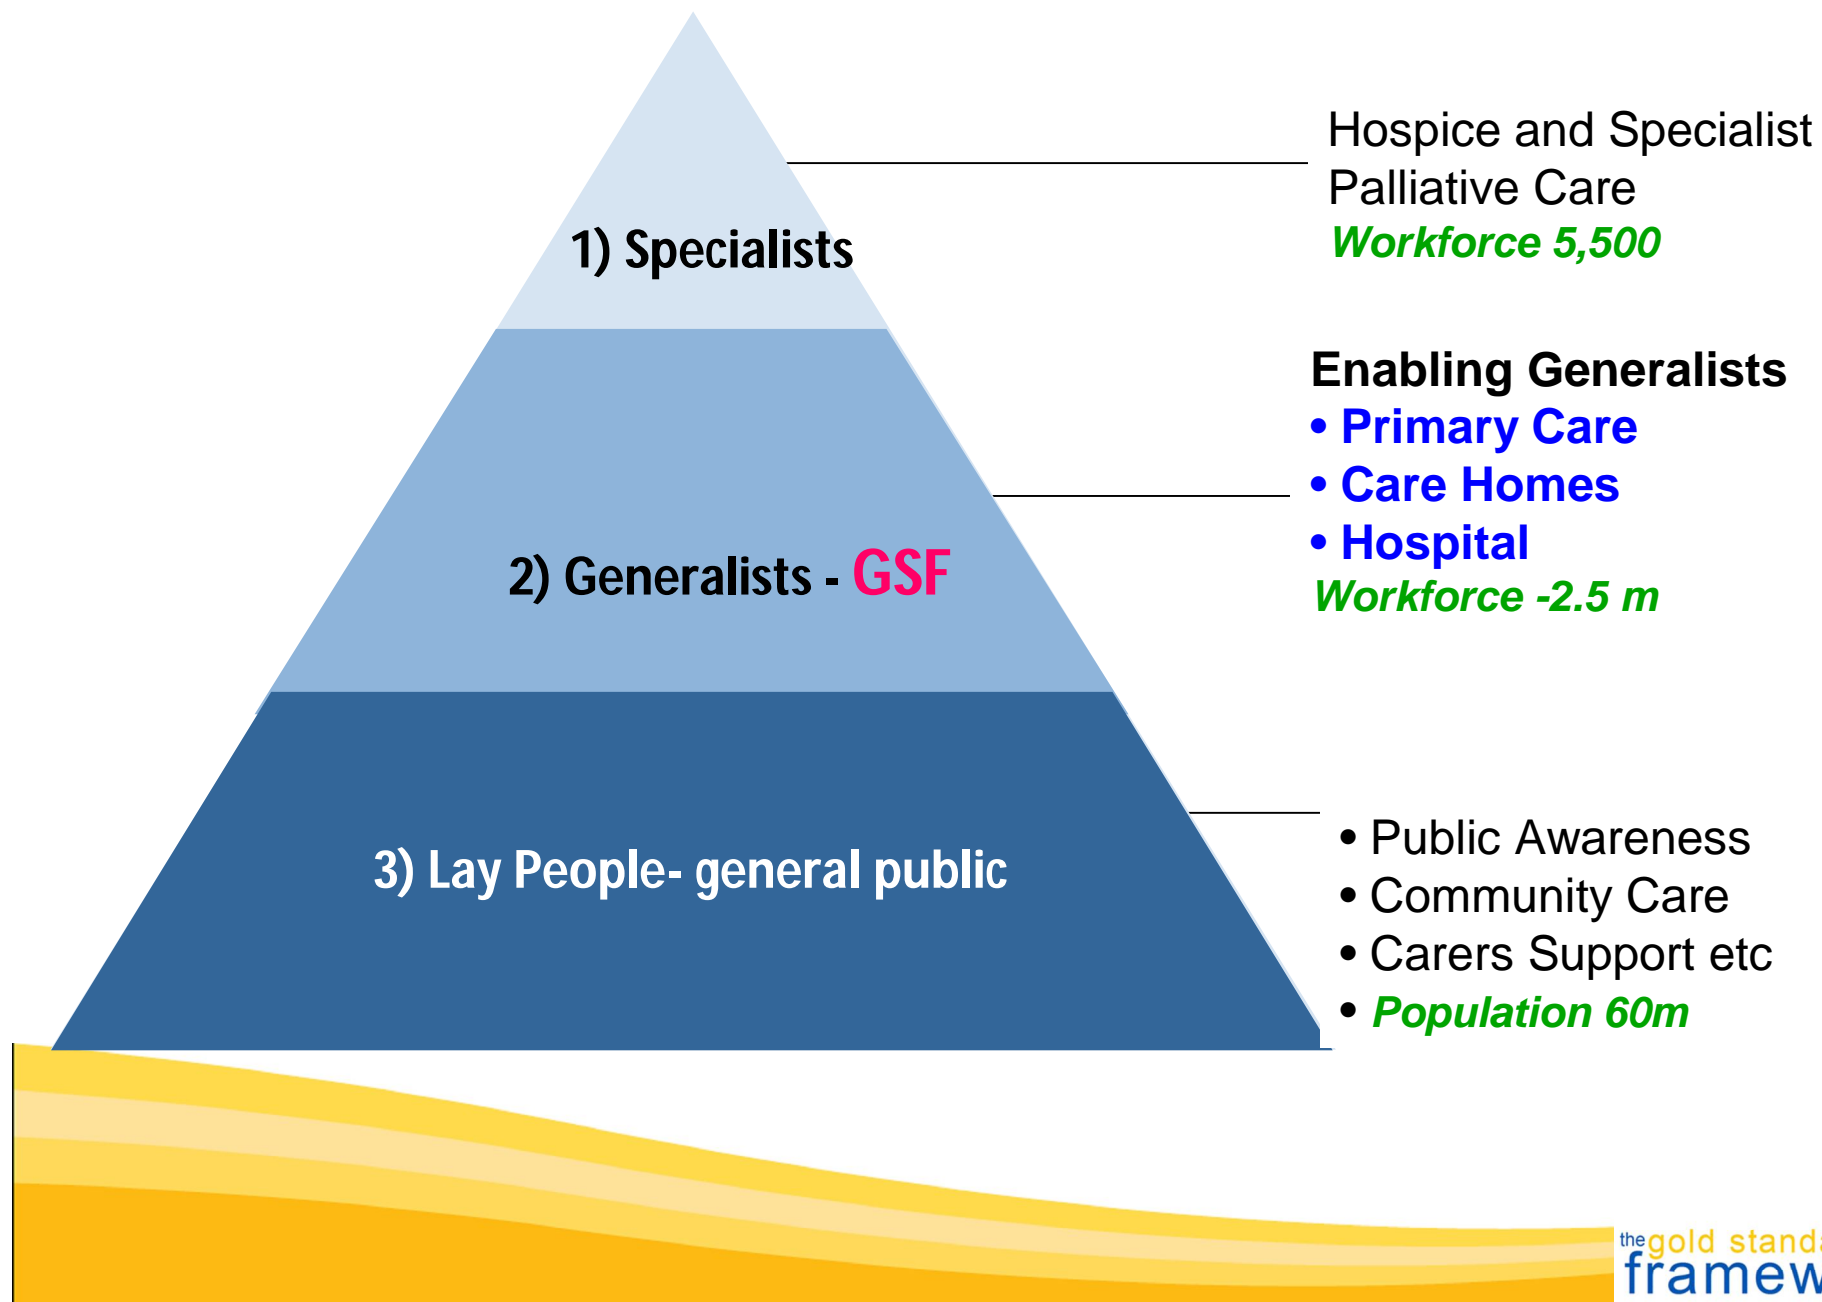 1) Specialists
Hospice and Specialist
Palliative Care
Workforce 5,500
2) Generalists - GSF
Enabling Generalists
• Primary Care
• Care Homes
• Hospital
Workforce -2.5 m
3) Lay People- general public
• Public Awareness
• Community Care
• Carers Support etc
• Population 60m
the gold standa
framew